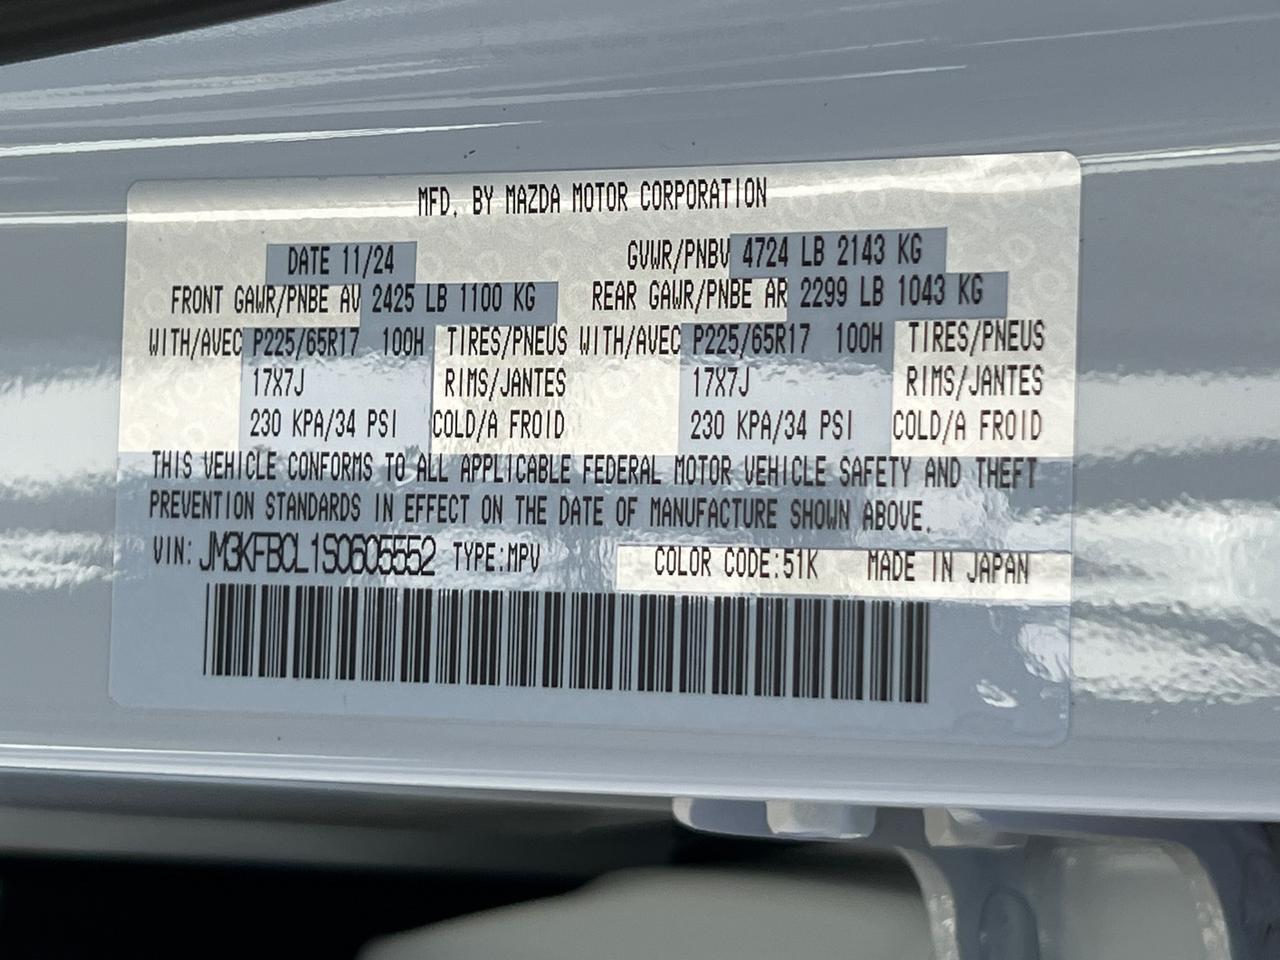 MFD. BY MAZDA MOTOR CORPORATION
DATE 11/24 GVWR/PNBV 4724 LB 2143 KG
FRONT GAWR/PNBE AV 2425 LB 1100 KG REAR GAWR/PNBE AR 2299 LB 1043 KG
WITH/AVEC P225/65R17 100H TIRES/PNEUS WITH/AVEC P225/65R17 100H TIRES/PNEUS
17X7J RIMS/JANTES 17X7J RIMS/JANTES
230 KPA/34 PSI COLD/A FROID 230 KPA/34 PSI COLD/A FROID
THIS VEHICLE CONFORMS TO ALL APPLICABLE FEDERAL MOTOR VEHICLE SAFETY AND THEFT
PREVENTION STANDARDS IN EFFECT ON THE DATE OF MANUFACTURE SHOWN ABOVE.
VIN: JM3KFBCL1S0605552 TYPE:MPV COLOR CODE:51K MADE IN JAPAN